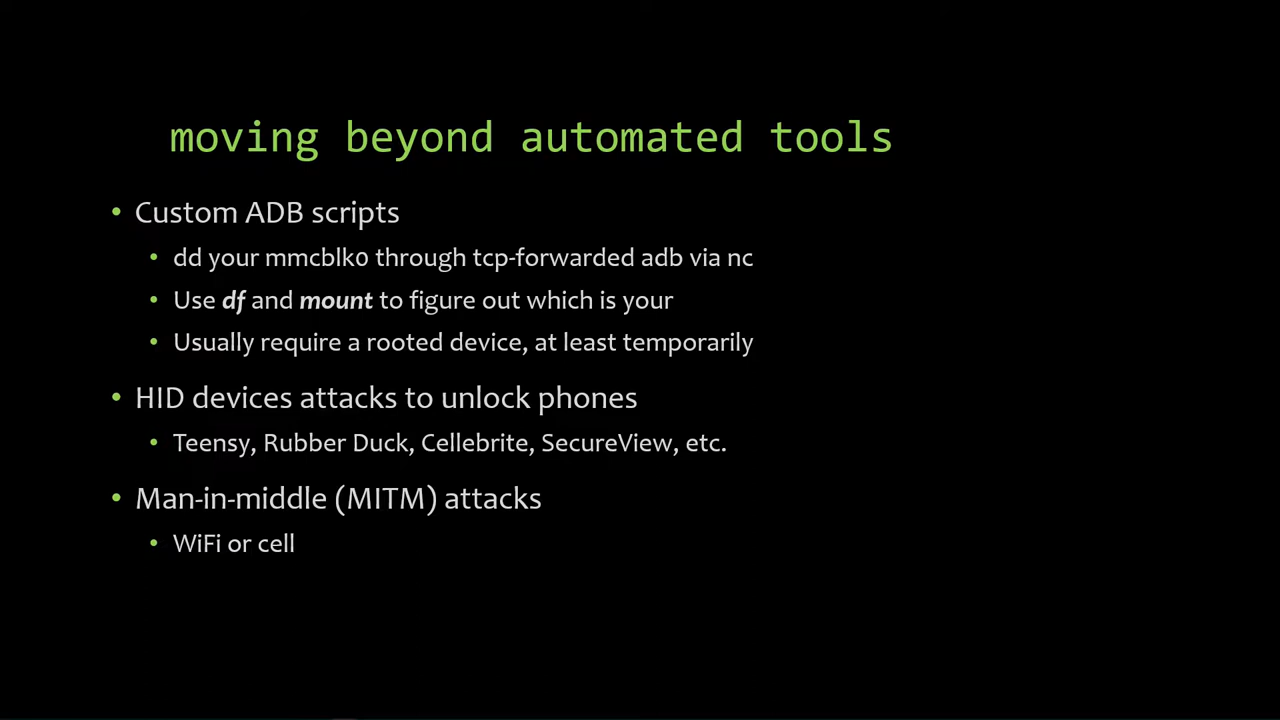 moving beyond automated tools
• Custom ADB scripts
• dd your mmcblk0 through tcp-forwarded adb via nc
• Use df and mount to figure out which is your
• Usually require a rooted device, at least temporarily
• HID devices attacks to unlock phones
• Teensy, Rubber Duck, Cellebrite, SecureView, etc.
• Man-in-middle (MITM) attacks
• WiFi or cell